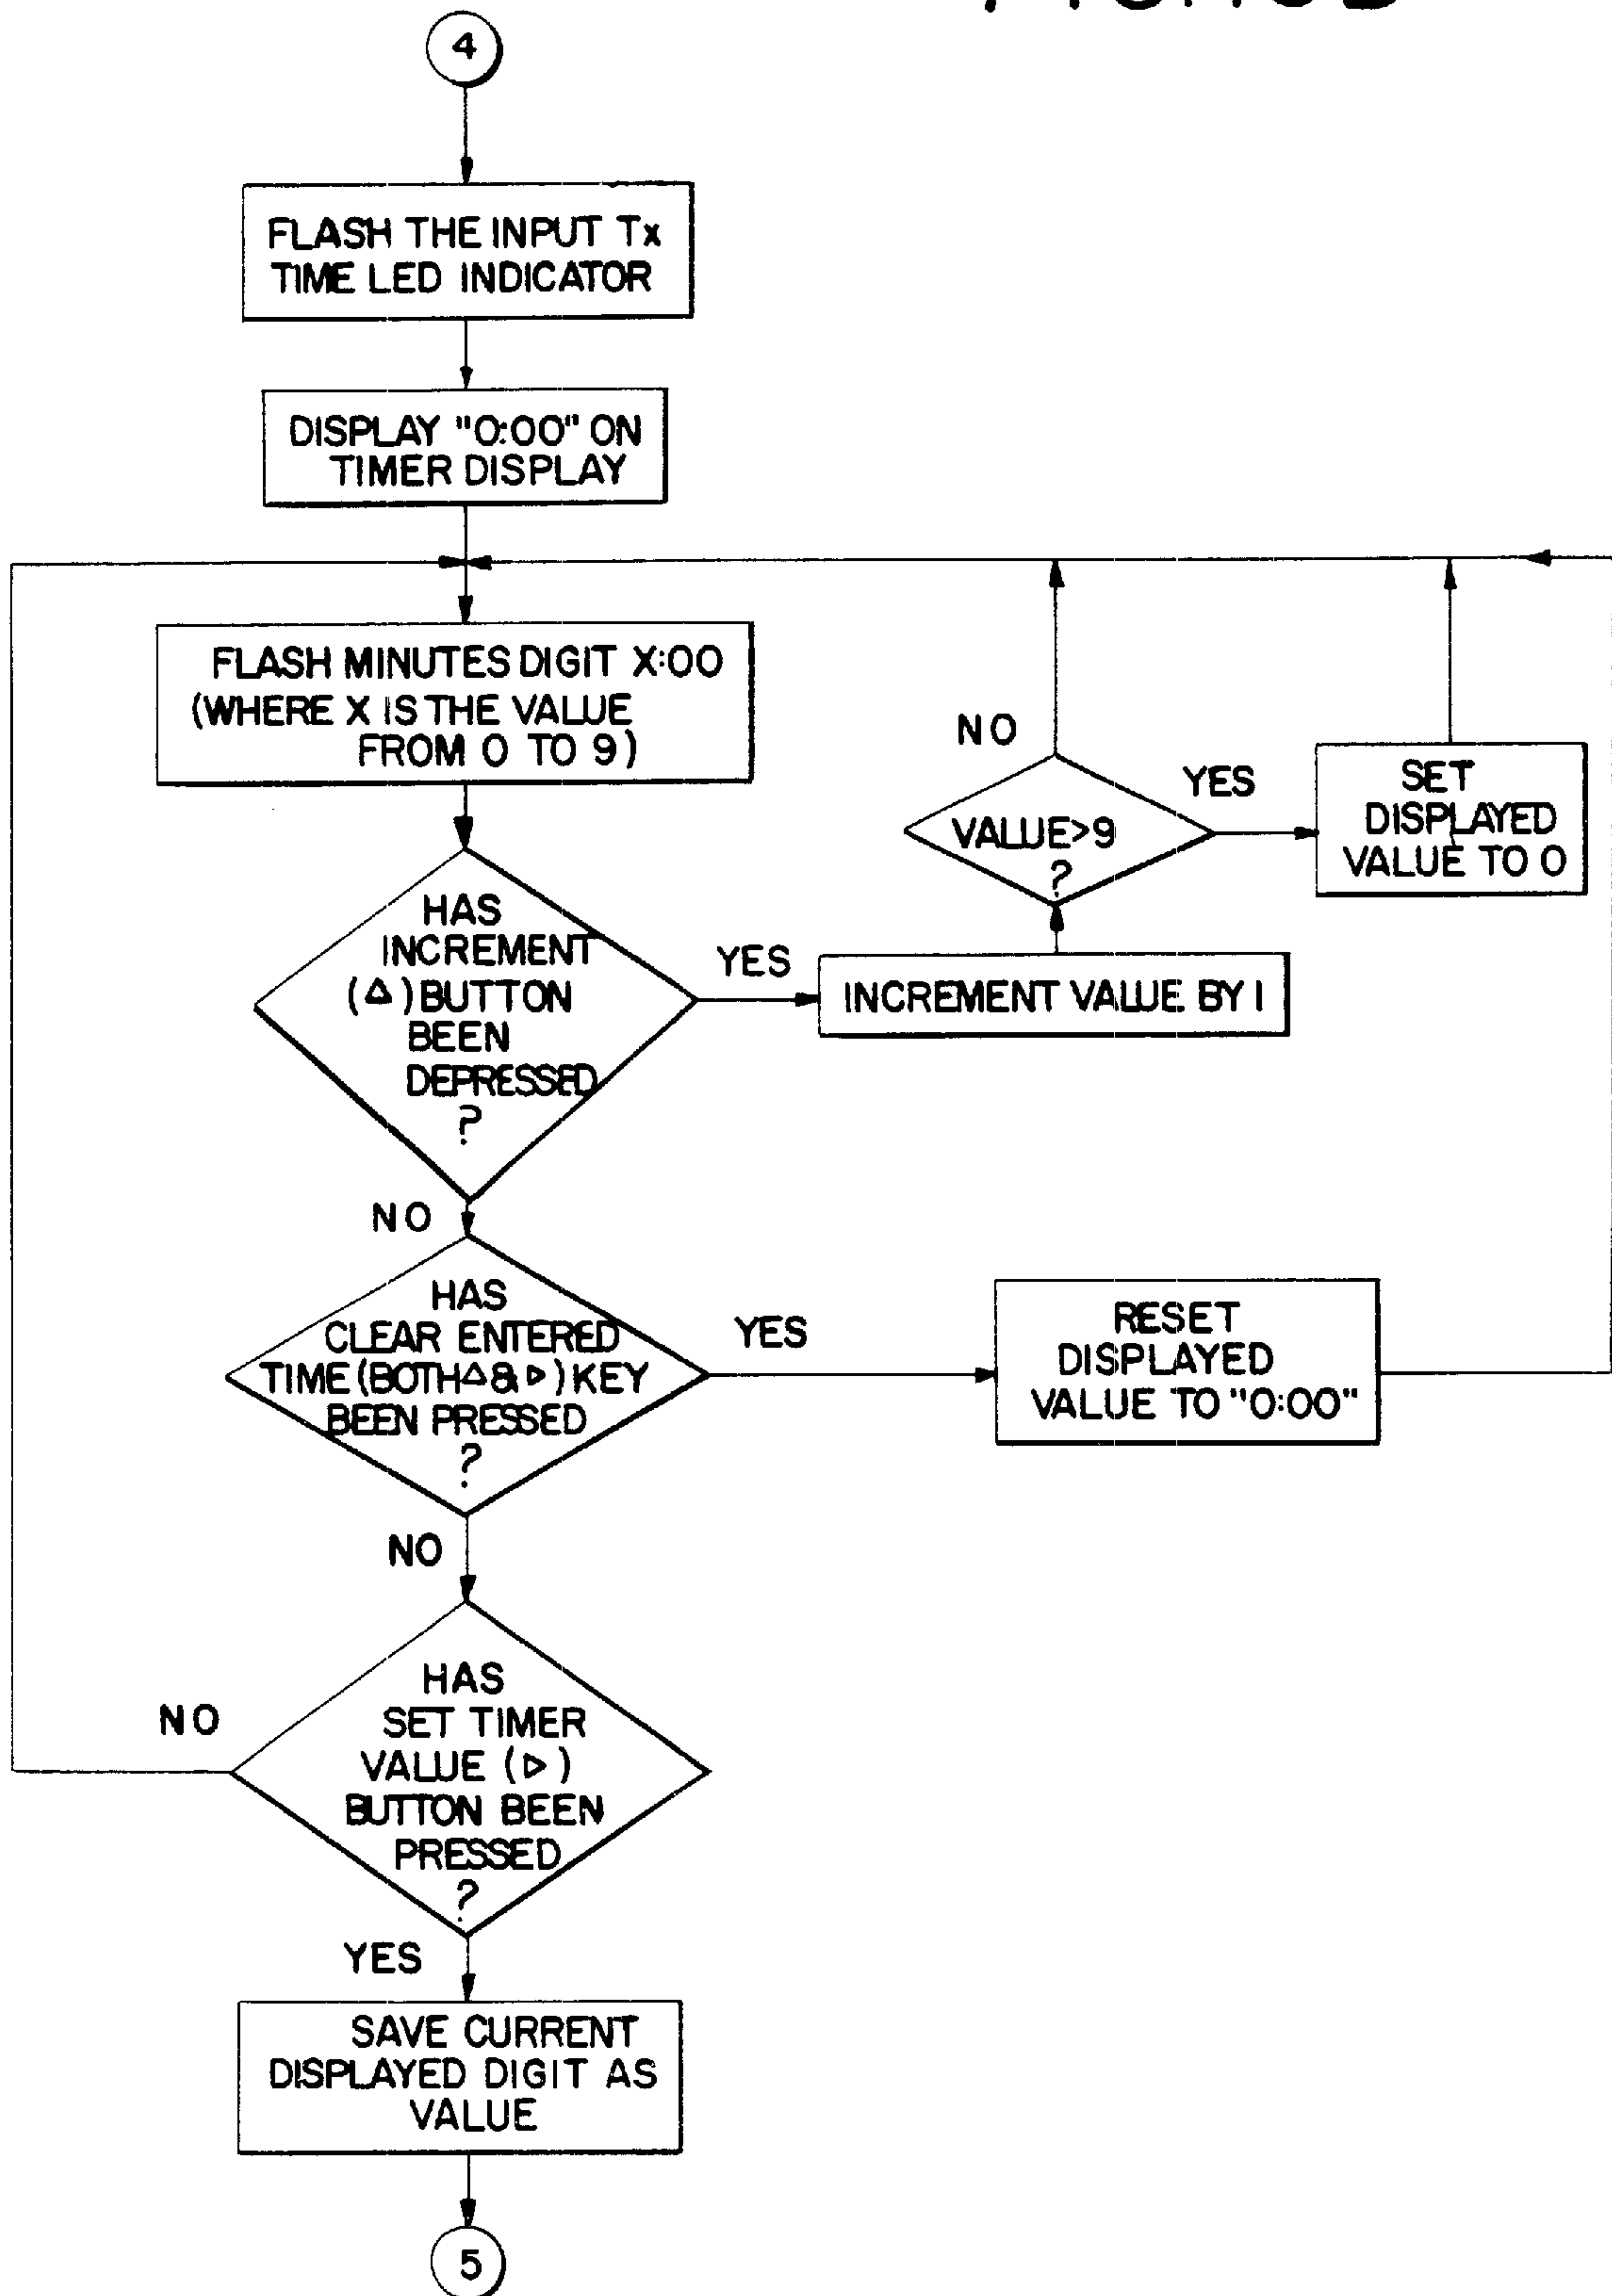 4
FLASH THE INPUT Tx
TIME LED INDICATOR
DISPLAY "0:00" ON
TIMER DISPLAY
FLASH MINUTES DIGIT X:00
(WHERE X IS THE VALUE
FROM 0 TO 9)
HAS
INCREMENT
(△) BUTTON
BEEN
DEPRESSED
?
YES
INCREMENT VALUE BY 1
VALUE>9
?
NO
YES
SET
DISPLAYED
VALUE TO 0
NO
HAS
CLEAR ENTERED
TIME (BOTH △ & ▷) KEY
BEEN PRESSED
?
YES
RESET
DISPLAYED
VALUE TO "0:00"
NO
HAS
SET TIMER
VALUE (▷)
BUTTON BEEN
PRESSED
?
NO
YES
SAVE CURRENT
DISPLAYED DIGIT AS
VALUE
5